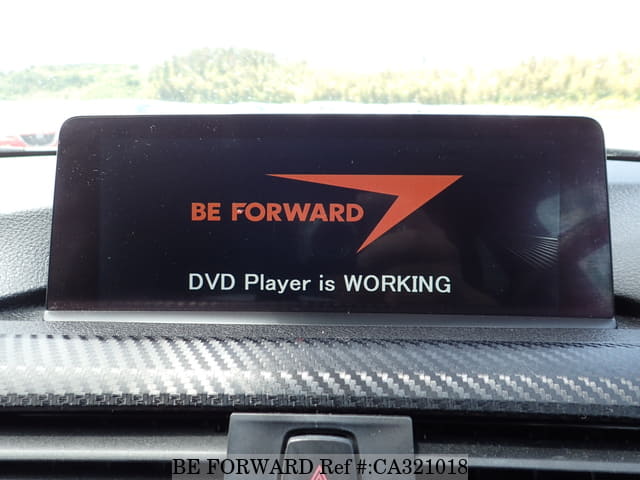 BE FORWARD
DVD Player is WORKING
BE FORWARD Ref #:CA321018